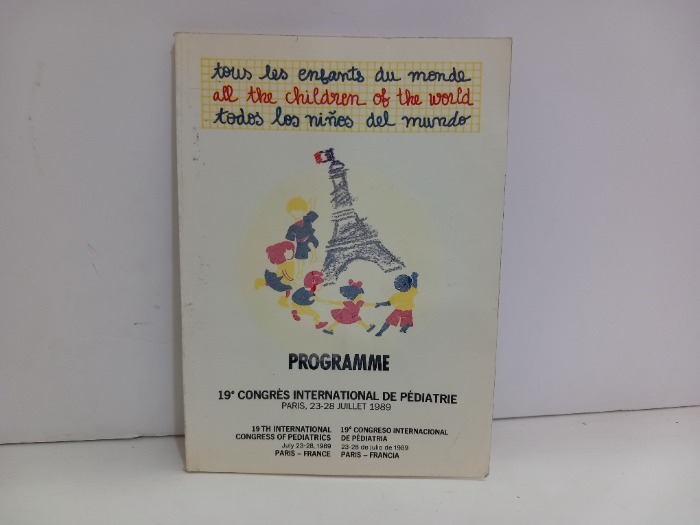 tous les enfants du monde
all the children of the world
todos los niños del mundo
PROGRAMME
19e CONGRÈS INTERNATIONAL DE PÉDIATRIE
PARIS, 23-28 JUILLET 1989
19 TH INTERNATIONAL
CONGRESS OF PEDIATRICS
July 23-28, 1989
PARIS – FRANCE
19e CONGRESO INTERNACIONAL
DE PÉDIATRIA
23-28 de julio de 1989
PARIS – FRANCIA